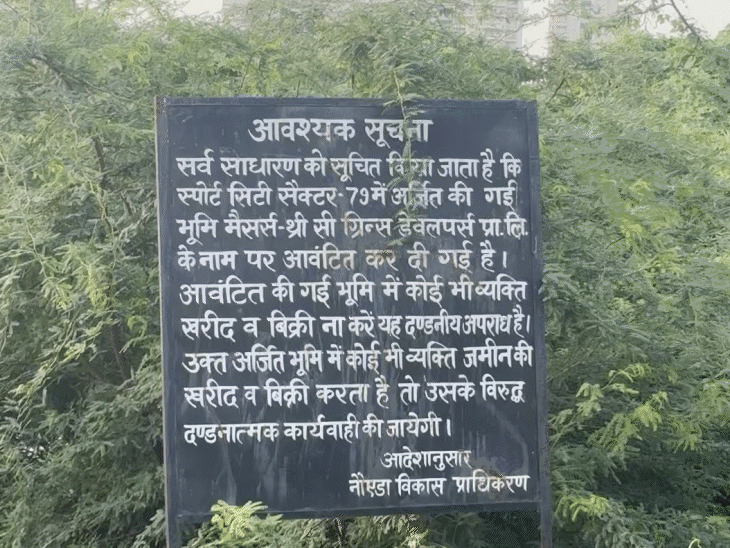 आवश्यक सूचना
सर्व साधारण को सूचित किया जाता है कि
स्पोर्ट सिटी सैक्टर-79 में अर्जित की गई
भूमि मैसर्स-थ्री सी ग्रिन्स डेवलपर्स प्रा.लि.
के नाम पर आवंटित कर दी गई है।
आवंटित की गई भूमि में कोई भी व्यक्ति
खरीद व बिक्री ना करें यह दण्डनीय अपराध है।
उक्त अर्जित भूमि में कोई भी व्यक्ति जमीन की
खरीद व बिक्री करता है तो उसके विरुद्ध
दण्डनात्मक कार्यवाही की जायेगी।
आदेशानुसार
नौएडा विकास प्राधिकरण